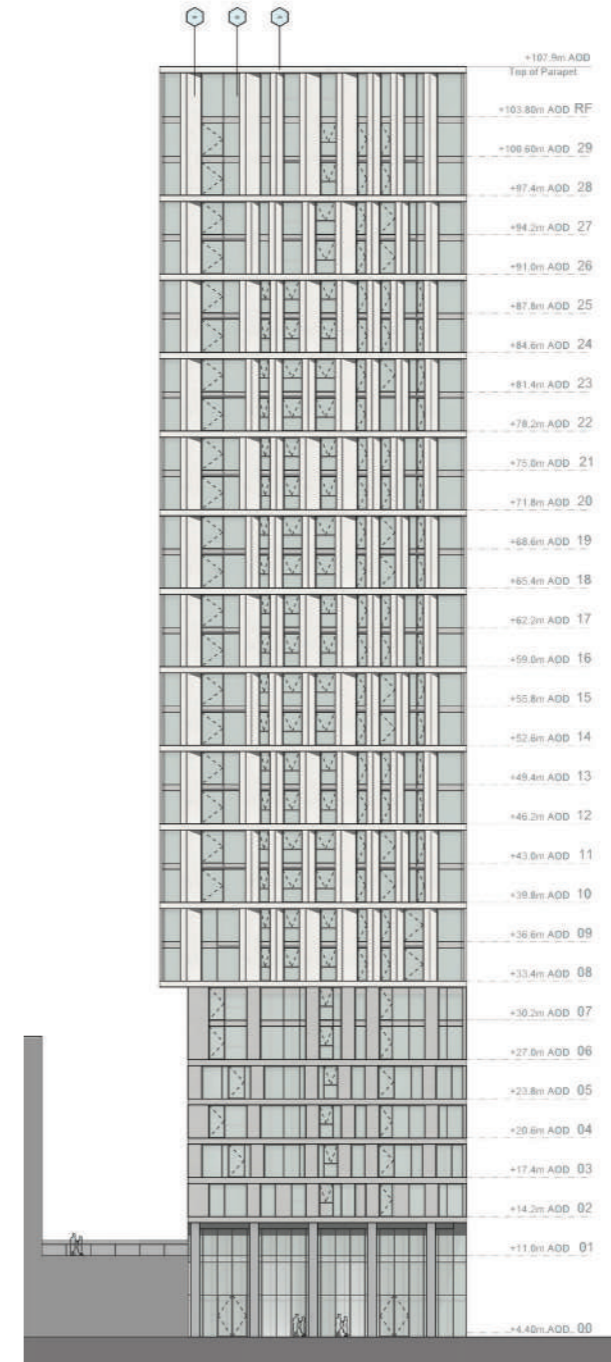 +107.9m AOD
Top of Parapet
+103.80m AOD RF
+100.60m AOD 29
+97.4m AOD 28
+94.2m AOD 27
+91.0m AOD 26
+87.8m AOD 25
+84.6m AOD 24
+81.4m AOD 23
+78.2m AOD 22
+75.0m AOD 21
+71.8m AOD 20
+68.6m AOD 19
+65.4m AOD 18
+62.2m AOD 17
+59.0m AOD 16
+55.8m AOD 15
+52.6m AOD 14
+49.4m AOD 13
+46.2m AOD 12
+43.0m AOD 11
+39.8m AOD 10
+36.6m AOD 09
+33.4m AOD 08
+30.2m AOD 07
+27.0m AOD 06
+23.8m AOD 05
+20.6m AOD 04
+17.4m AOD 03
+14.2m AOD 02
+11.0m AOD 01
+4.40m AOD 00